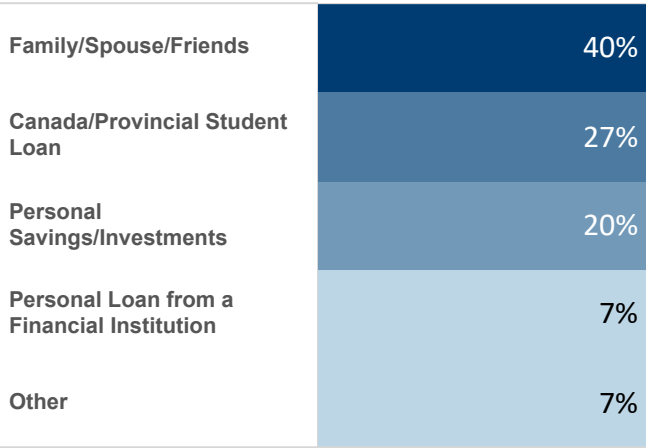 Family/Spouse/Friends 40%
Canada/Provincial Student
Loan 27%
Personal
Savings/Investments 20%
Personal Loan from a
Financial Institution 7%
Other 7%